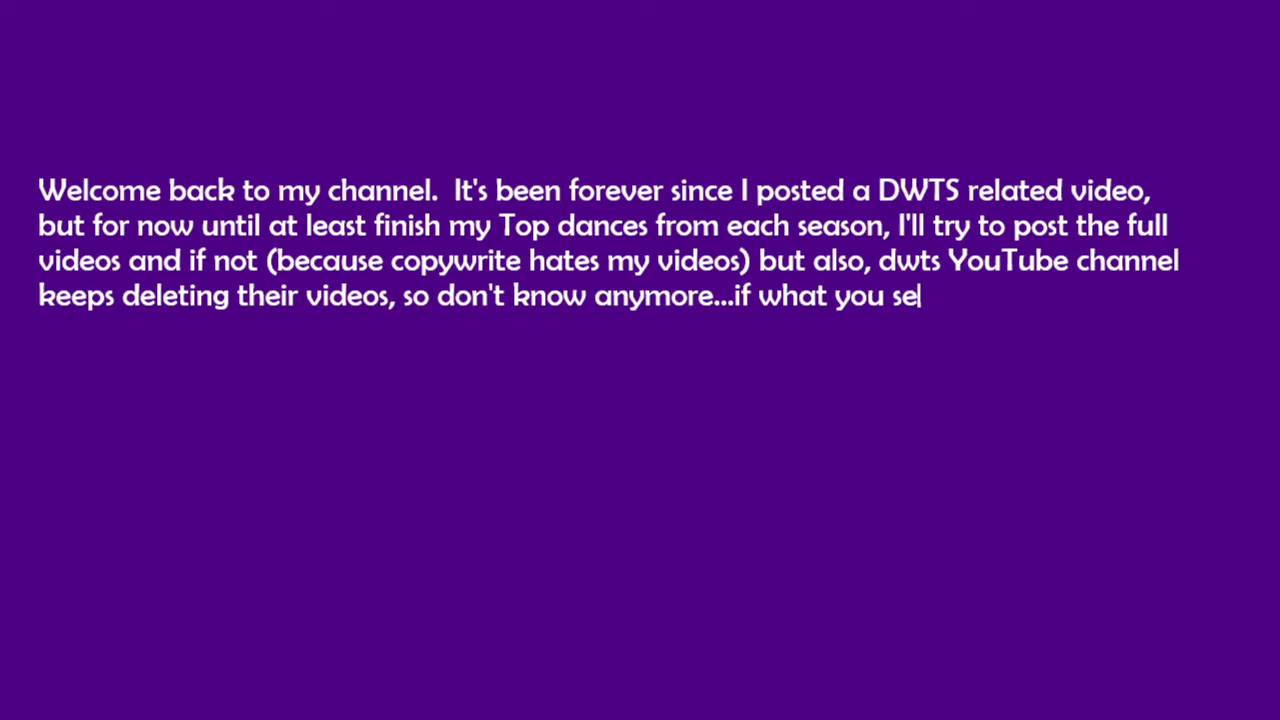 Welcome back to my channel.  It's been forever since I posted a DWTS related video,
but for now until at least finish my Top dances from each season, I'll try to post the full
videos and if not (because copywrite hates my videos) but also, dwts YouTube channel
keeps deleting their videos, so don't know anymore...if what you se